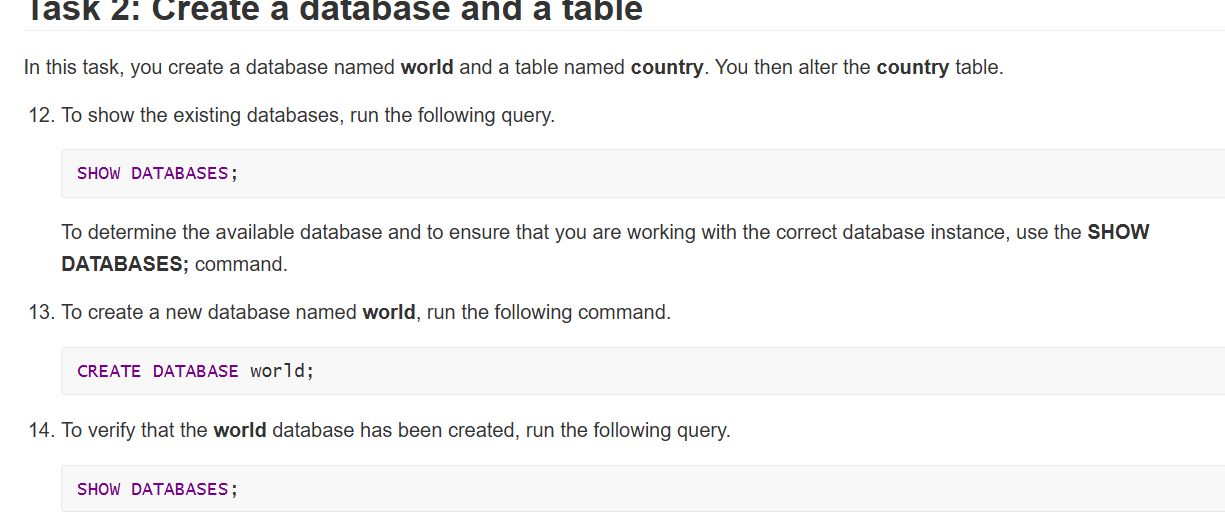 Task 2: Create a database and a table
In this task, you create a database named world and a table named country. You then alter the country table.
12. To show the existing databases, run the following query.
SHOW DATABASES;
To determine the available database and to ensure that you are working with the correct database instance, use the SHOW
DATABASES; command.
13. To create a new database named world, run the following command.
CREATE DATABASE world;
14. To verify that the world database has been created, run the following query.
SHOW DATABASES;